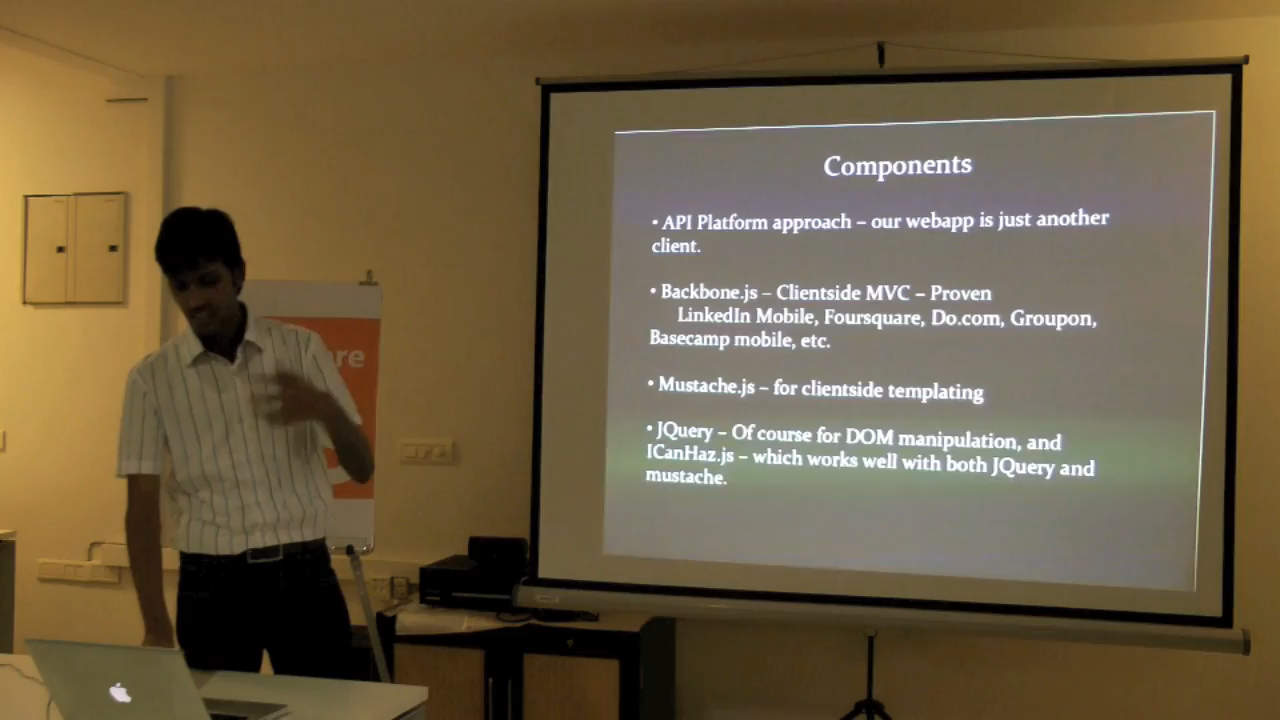 Components
• API Platform approach – our webapp is just another
client.
• Backbone.js – Clientside MVC – Proven
LinkedIn Mobile, Foursquare, Do.com, Groupon,
Basecamp mobile, etc.
• Mustache.js – for clientside templating
• JQuery – Of course for DOM manipulation, and
ICanHaz.js – which works well with both JQuery and
mustache.